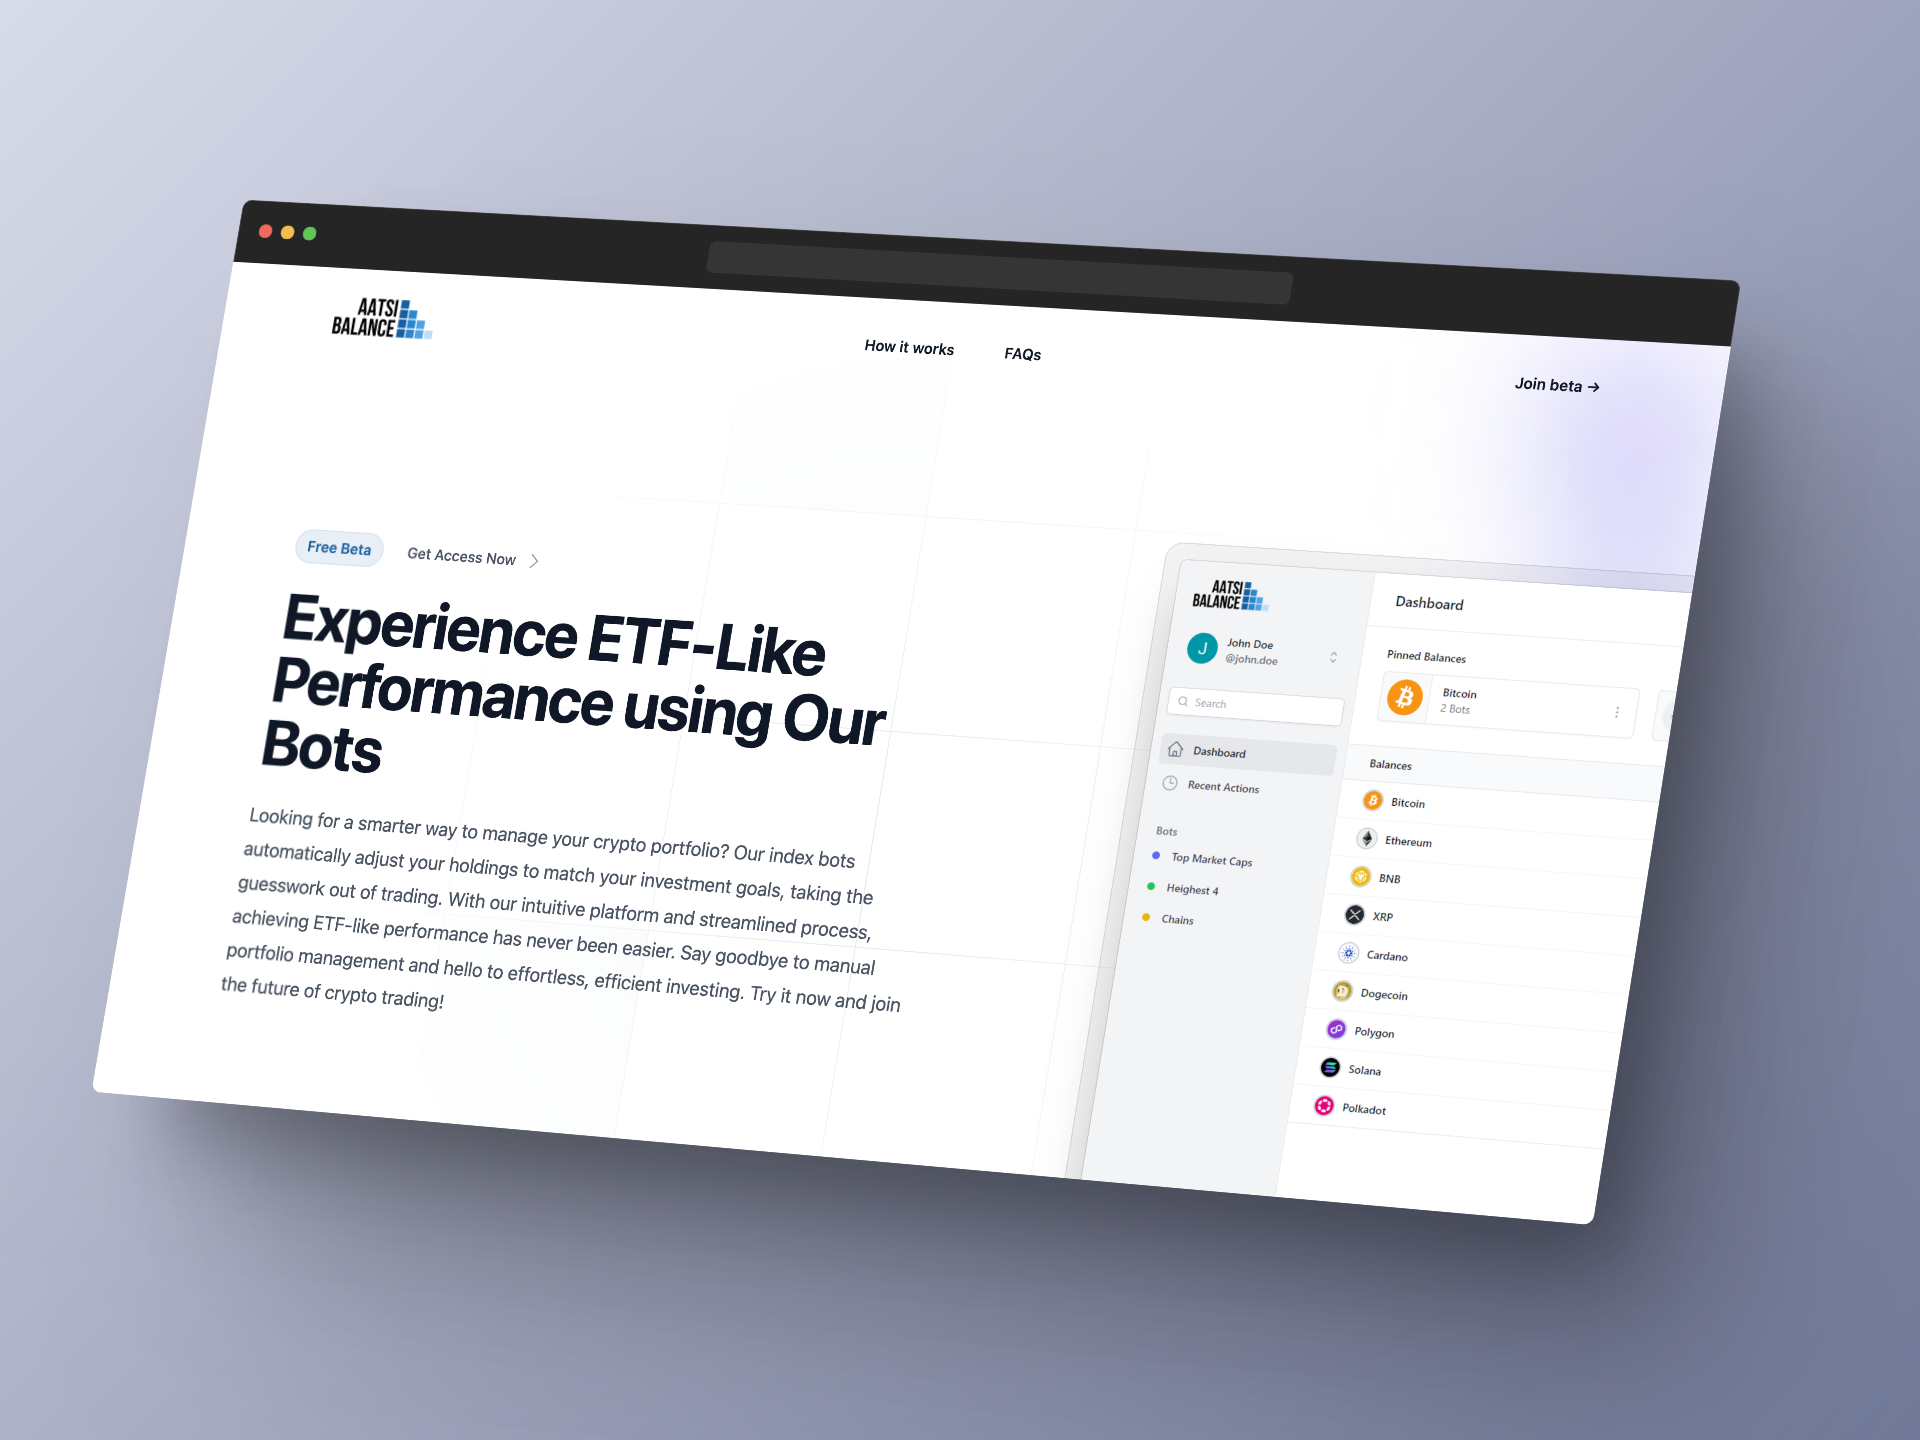 AATSI
BALANCE
How it works
FAQs
Join beta →
Free Beta
Get Access Now
Experience ETF-Like
Performance using Our
Bots
Looking for a smarter way to manage your crypto portfolio? Our index bots
automatically adjust your holdings to match your investment goals, taking the
guesswork out of trading. With our intuitive platform and streamlined process,
achieving ETF-like performance has never been easier. Say goodbye to manual
portfolio management and hello to effortless, efficient investing. Try it now and join
the future of crypto trading!
AATSI
BALANCE
J
John Doe
@john.doe
Search
Dashboard
Recent Actions
Bots
Top Market Caps
Heighest 4
Chains
Dashboard
Pinned Balances
Bitcoin
2 Bots
Balances
Bitcoin
Ethereum
BNB
XRP
Cardano
Dogecoin
Polygon
Solana
Polkadot